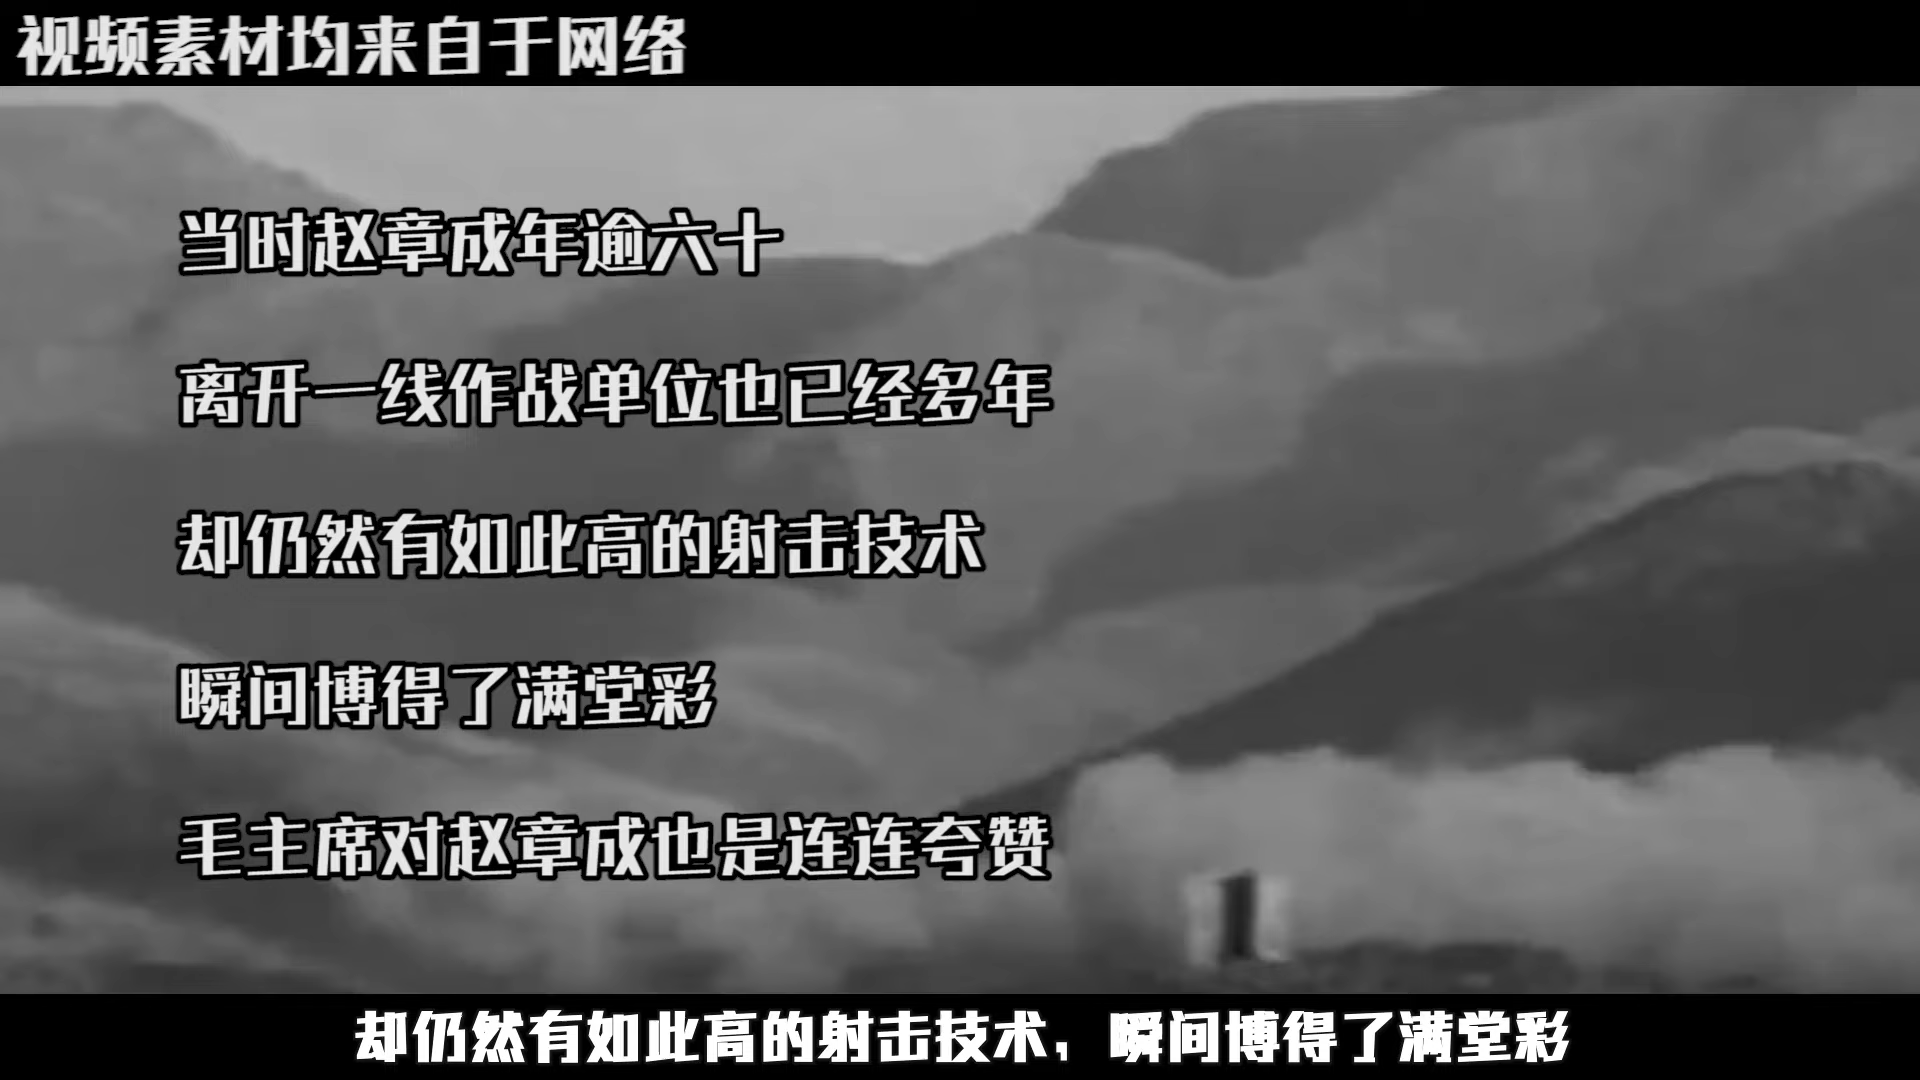 视频素材均来自于网络
当时赵章成年逾六十
离开一线作战单位也已经多年
却仍然有如此高的射击技术
瞬间博得了满堂彩
毛主席对赵章成也是连连夸赞
却仍然有如此高的射击技术，瞬间博得了满堂彩